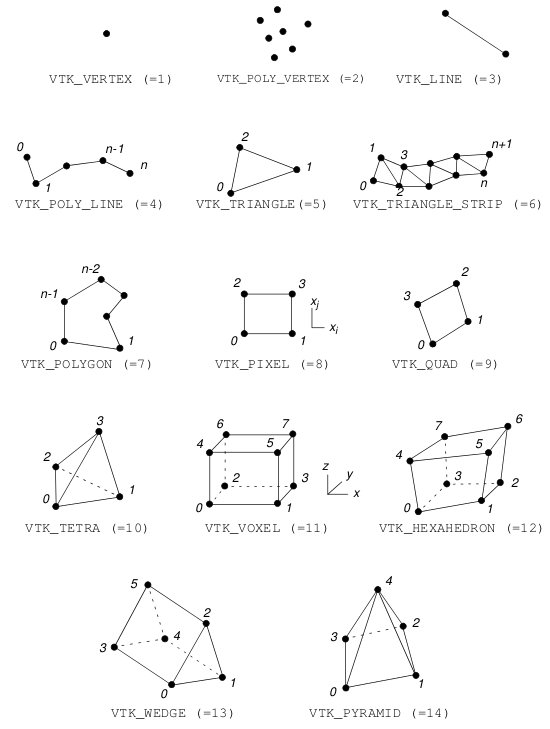 VTK_VERTEX (=1)
VTK_POLY_VERTEX (=2)
VTK_LINE (=3)
0
1
n-1
n
VTK_POLY_LINE (=4)
2
0
1
VTK_TRIANGLE(=5)
1
3
n+1
0
2
n
VTK_TRIANGLE_STRIP (=6)
n-2
n-1
0
1
VTK_POLYGON (=7)
2
3
0
1
xj
xi
VTK_PIXEL (=8)
2
3
1
0
VTK_QUAD (=9)
3
2
0
1
VTK_TETRA (=10)
6
7
4
5
2
3
0
1
z
y
x
VTK_VOXEL (=11)
7
6
4
5
3
2
0
1
VTK_HEXAHEDRON (=12)
5
2
3
4
0
1
VTK_WEDGE (=13)
4
3
2
0
1
VTK_PYRAMID (=14)